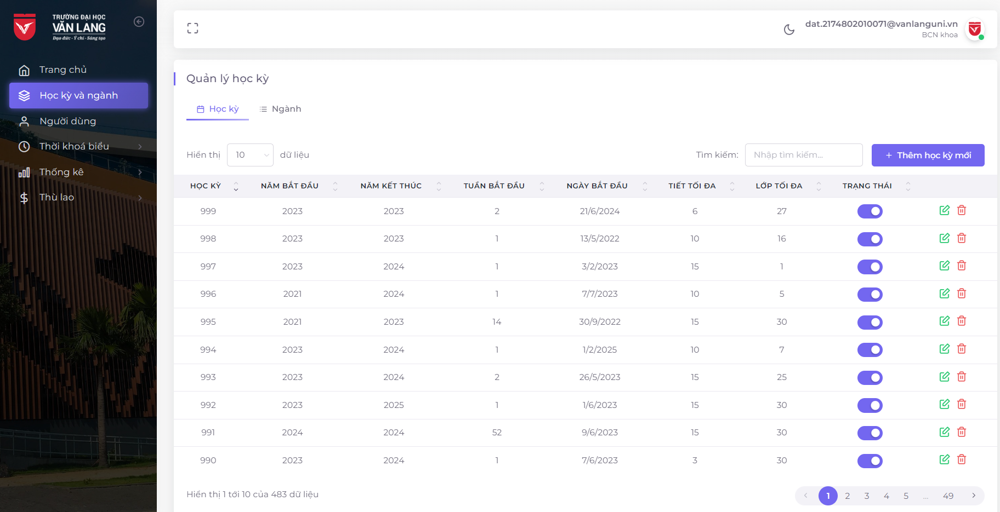 TRƯỜNG ĐẠI HỌC
VĂN LANG
Đạo đức - Ý chí - Sáng tạo
Trang chủ
Học kỳ và ngành
Người dùng
Thời khoá biểu
Thống kê
Thù lao
dat.2174802010071@vanlanguni.vn
BCN khoa
Quản lý học kỳ
Học kỳ Ngành
Hiển thị 10 dữ liệu Tìm kiếm: Nhập tìm kiếm... + Thêm học kỳ mới
HỌC KỲ NĂM BẮT ĐẦU NĂM KẾT THÚC TUẦN BẮT ĐẦU NGÀY BẮT ĐẦU TIẾT TỐI ĐA LỚP TỐI ĐA TRẠNG THÁI
999 2023 2023 2 21/6/2024 6 27
998 2023 2023 1 13/5/2022 10 16
997 2023 2024 1 3/2/2023 15 1
996 2021 2024 1 7/7/2023 10 5
995 2021 2023 14 30/9/2022 15 30
994 2023 2024 1 1/2/2025 10 7
993 2023 2024 2 26/5/2023 15 25
992 2023 2025 1 1/6/2023 15 30
991 2024 2024 52 9/6/2023 15 30
990 2023 2024 1 7/6/2023 3 30
Hiển thị 1 tới 10 của 483 dữ liệu
1 2 3 4 5 ... 49